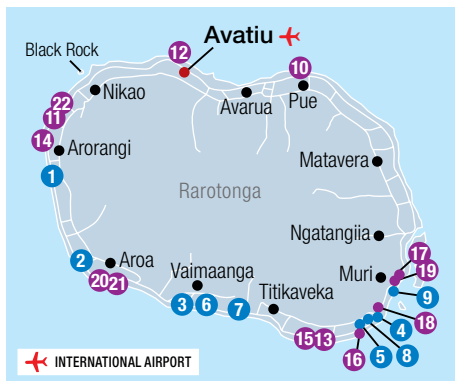 12
Avatiu
Black Rock
10
22
Nikao
11
Avarua
Pue
14
Arorangi
Matavera
1
Rarotonga
Ngatangiia
2
Aroa
17
Vaimaanga
Muri
19
20
21
9
3
6
7
Titikaveka
18
15
13
4
16
5
8
INTERNATIONAL AIRPORT